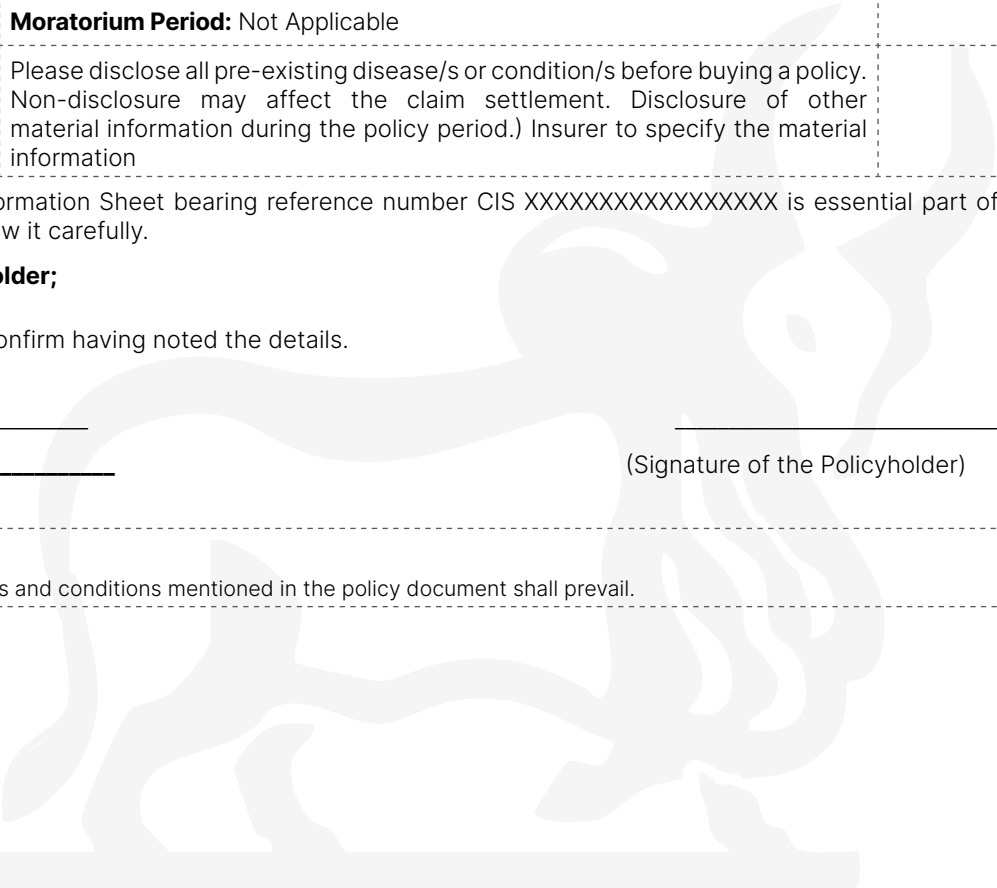 Moratorium Period: Not Applicable
Please disclose all pre-existing disease/s or condition/s before buying a policy.
Non-disclosure may affect the claim settlement. Disclosure of other
material information during the policy period.) Insurer to specify the material
information
ormation Sheet bearing reference number CIS XXXXXXXXXXXXXXXXX is essential part of
w it carefully.
older;
onfirm having noted the details.
(Signature of the Policyholder)
s and conditions mentioned in the policy document shall prevail.